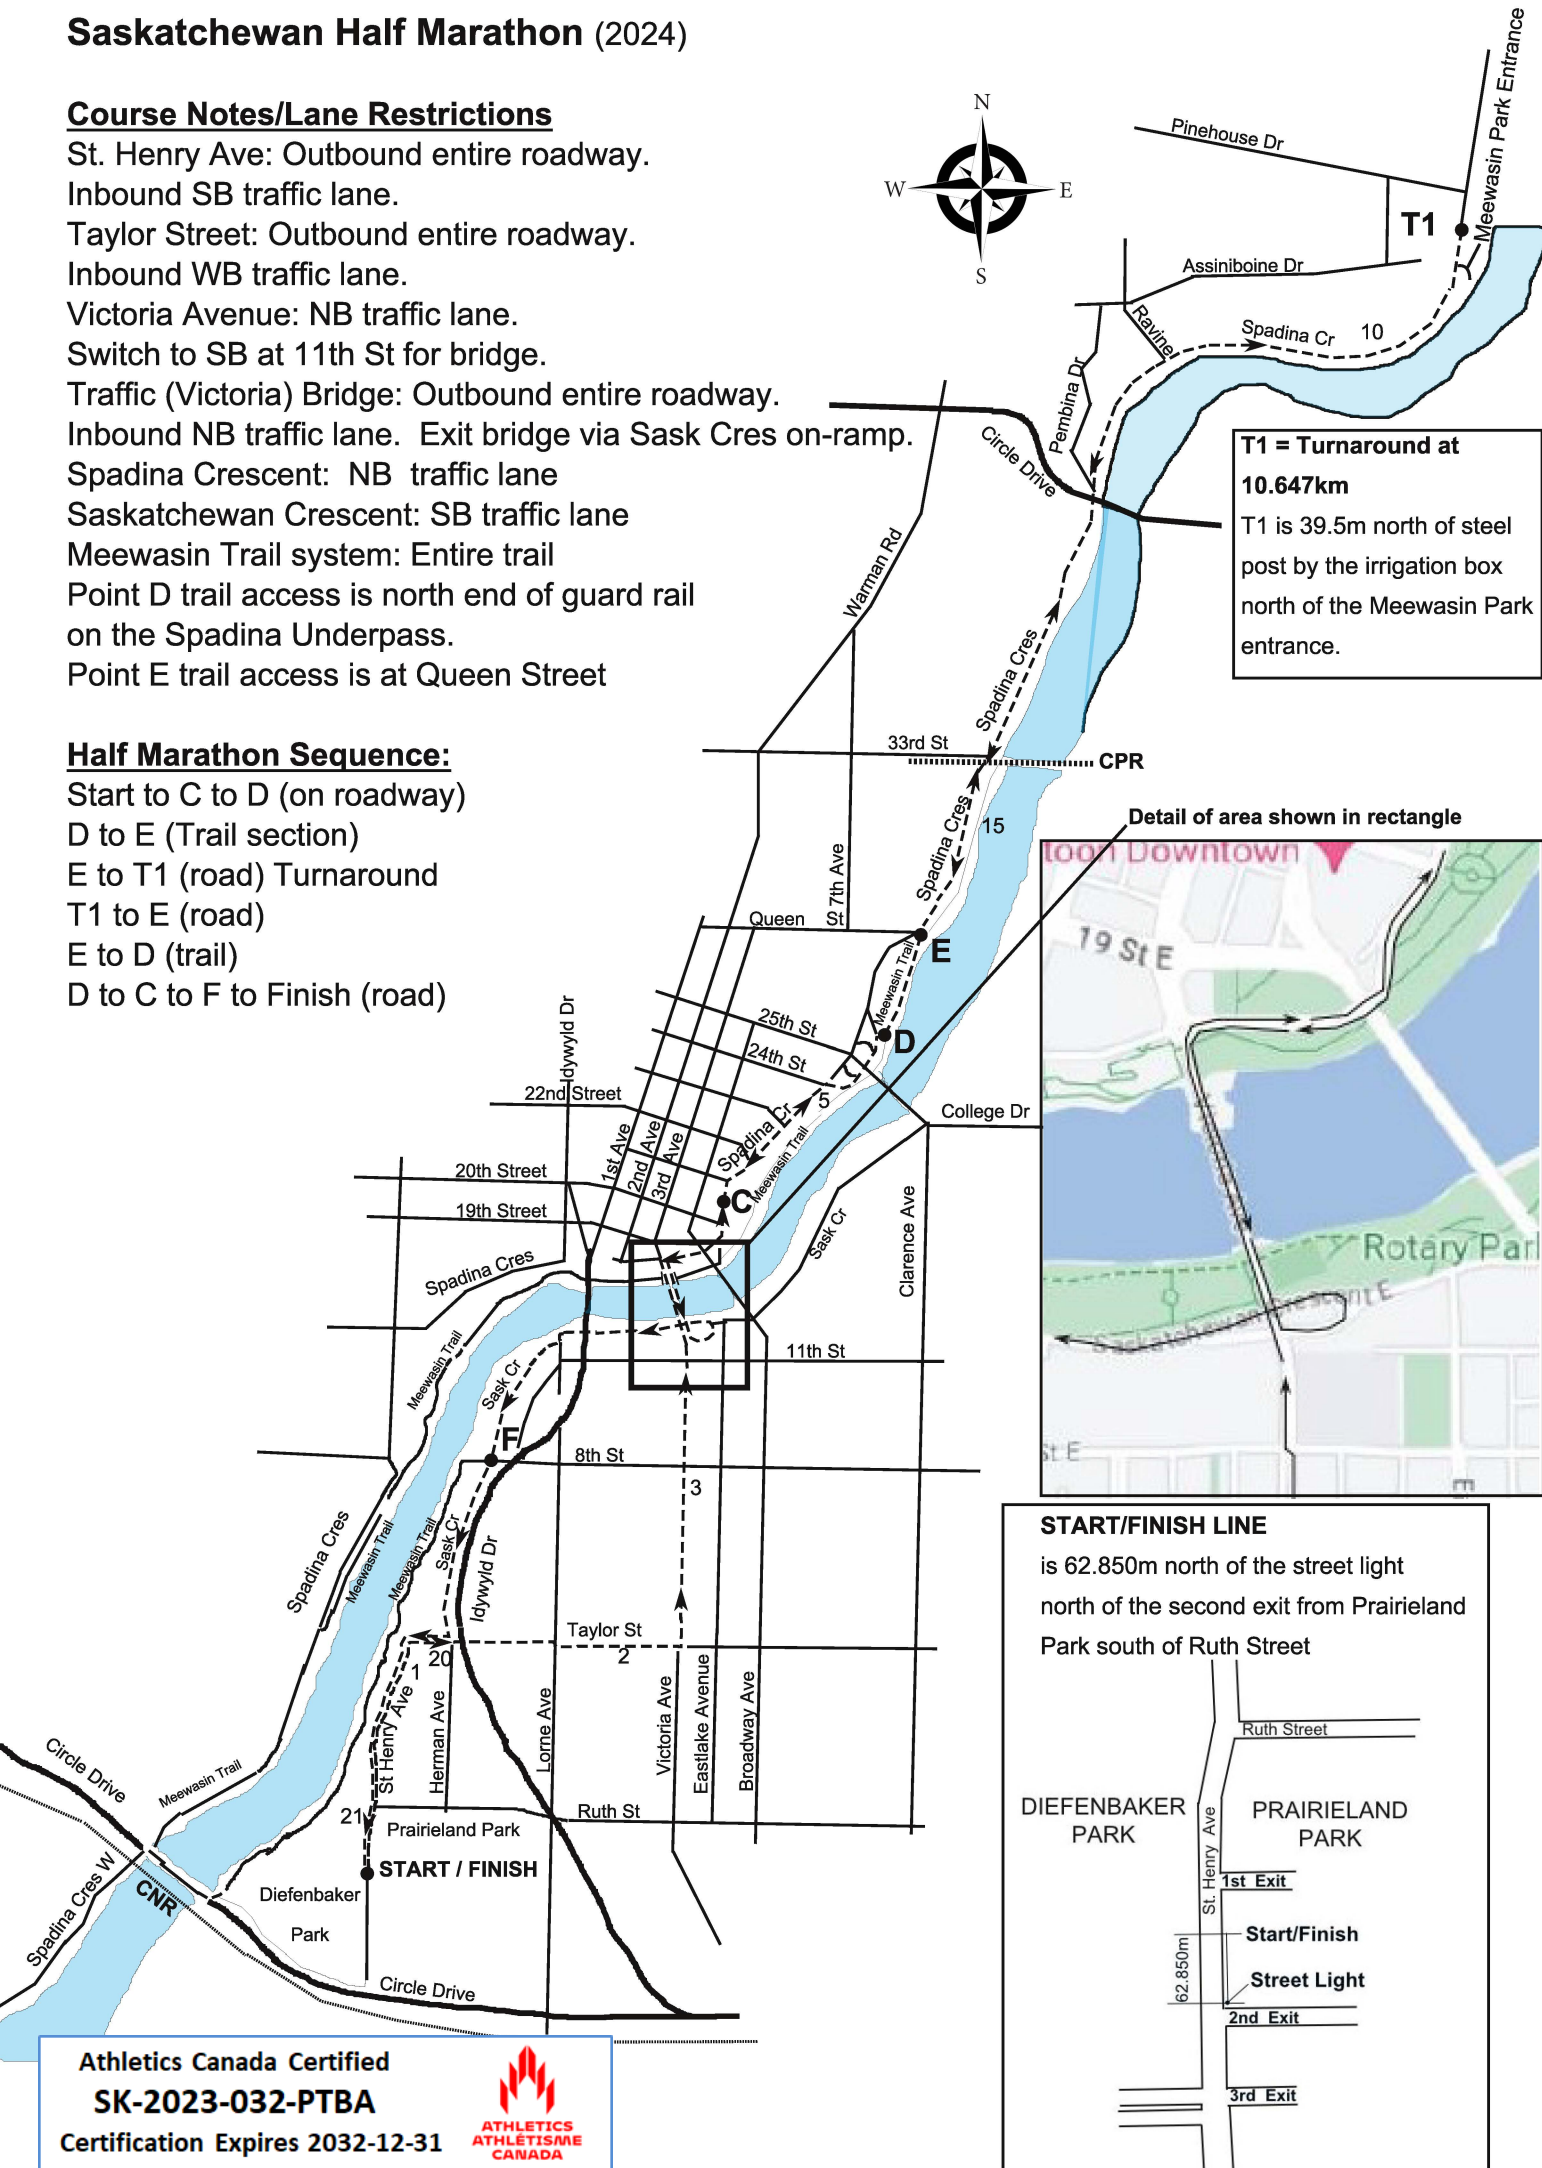 Saskatchewan Half Marathon (2024)
Course Notes/Lane Restrictions
St. Henry Ave: Outbound entire roadway.
Inbound SB traffic lane.
Taylor Street: Outbound entire roadway.
Inbound WB traffic lane.
Victoria Avenue: NB traffic lane.
Switch to SB at 11th St for bridge.
Traffic (Victoria) Bridge: Outbound entire roadway.
Inbound NB traffic lane.  Exit bridge via Sask Cres on-ramp.
Spadina Crescent:  NB  traffic lane
Saskatchewan Crescent: SB traffic lane
Meewasin Trail system: Entire trail
Point D trail access is north end of guard rail
on the Spadina Underpass.
Point E trail access is at Queen Street
Half Marathon Sequence:
Start to C to D (on roadway)
D to E (Trail section)
E to T1 (road) Turnaround
T1 to E (road)
E to D (trail)
D to C to F to Finish (road)
N
W
E
S
Pinehouse Dr
Meewasin Park Entrance
T1
Assiniboine Dr
Ravine
Spadina Cr
10
Pembina Dr
Circle Drive
T1 = Turnaround at
10.647km
T1 is 39.5m north of steel
post by the irrigation box
north of the Meewasin Park
entrance.
Warman Rd
Spadina Cres
33rd St
CPR
Spadina Cres
15
7th Ave
Queen St
E
Meewasin Trail
D
25th St
24th St
Idywyld Dr
22nd Street
5
College Dr
Spadina Cr
Meewasin Trail
1st Ave
2nd Ave
3rd Ave
20th Street
19th Street
C
Sask Cr
Clarence Ave
Spadina Cres
Meewasin Trail
11th St
Sask Cr
F
8th St
3
Spadina Cres
Meewasin Trail
Meewasin Trail
Sask Cr
Idywyld Dr
Taylor St
2
1
20
St Henry Ave
Herman Ave
Lorne Ave
Victoria Ave
Eastlake Avenue
Broadway Ave
Circle Drive
Meewasin Trail
21
Ruth St
Prairieland Park
START / FINISH
Diefenbaker
Park
Spadina Cres W
CNR
Circle Drive
Detail of area shown in rectangle
toon Downtown
19 St E
Rotary Parl
Saskatchewan Crescent E
St E
E
START/FINISH LINE
is 62.850m north of the street light
north of the second exit from Prairieland
Park south of Ruth Street
Ruth Street
DIEFENBAKER
PARK
PRAIRIELAND
PARK
St. Henry Ave
1st Exit
Start/Finish
62.850m
Street Light
2nd Exit
3rd Exit
Athletics Canada Certified
SK-2023-032-PTBA
Certification Expires 2032-12-31
ATHLETICS
ATHLÉTISME
CANADA